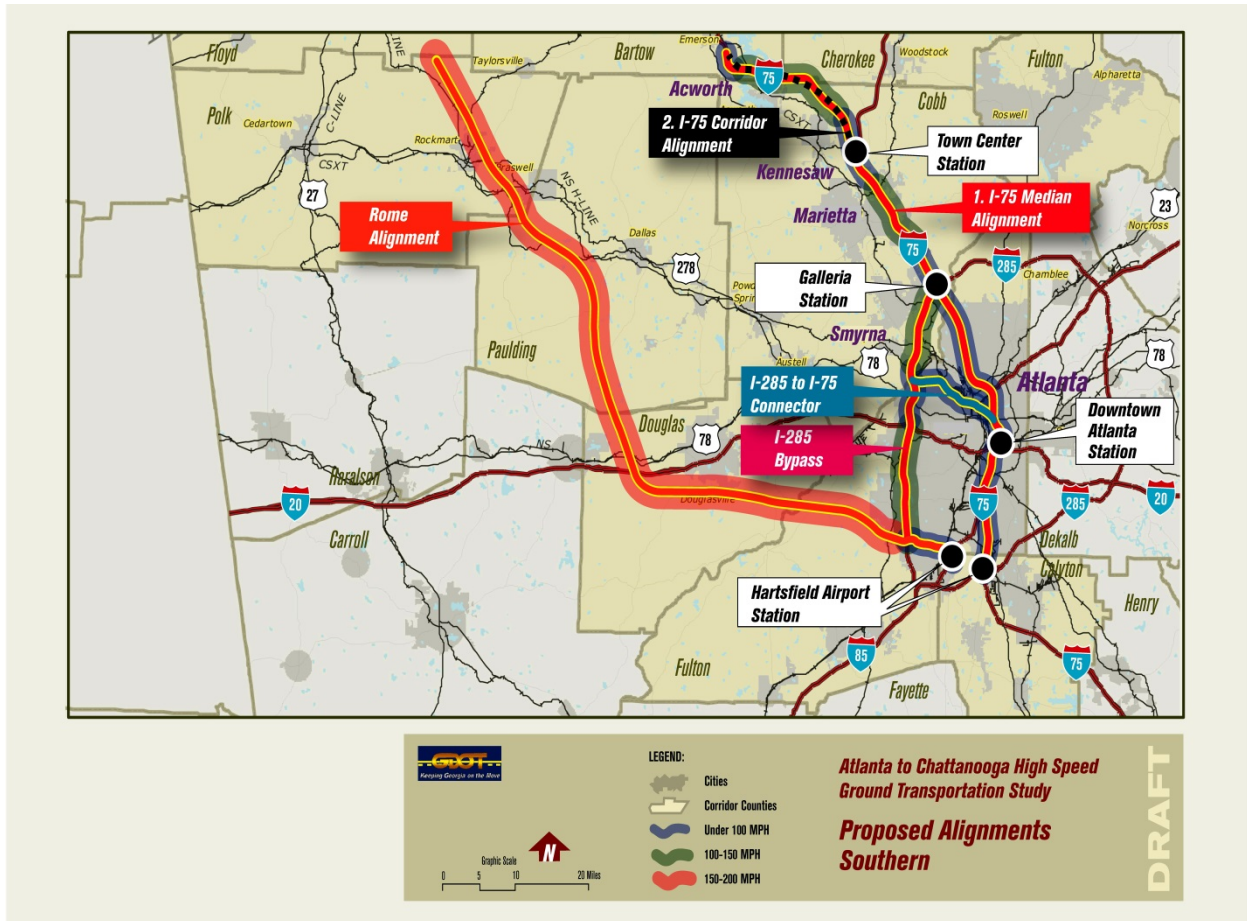 Floyd
LINE
Taylorsville
Bartow
Emerson
Cherokee
Woodstock
Fulton
Alpharetta
75
Acworth
Cobb
Polk
Cedartown
C-LINE
Rockmart
CSXT
CSXT
2. I-75 Corridor
Alignment
Roswell
Town Center
Station
Braswell
Kennesaw
27
NS H-LINE
Rome
Alignment
Marietta
1. I-75 Median
Alignment
23
Norcross
Dallas
75
285
278
Chamblee
Galleria
Station
Powd
Spring
Smyrna
Paulding
78
78
Austell
Atlanta
I-285 to I-75
Connector
Douglas
78
Downtown
Atlanta
Station
NS
I-285
Bypass
Haralson
20
Douglasville
75
285
20
Carroll
Dekalb
Calyton
Hartsfield Airport
Station
Henry
85
75
Fulton
Fayette
GDOT
Keeping Georgia on the Move
LEGEND:
Cities
Corridor Counties
Under 100 MPH
100-150 MPH
150-200 MPH
Graphic Scale
N
0 5 10 20 Miles
Atlanta to Chattanooga High Speed
Ground Transportation Study
Proposed Alignments
Southern
DRAFT